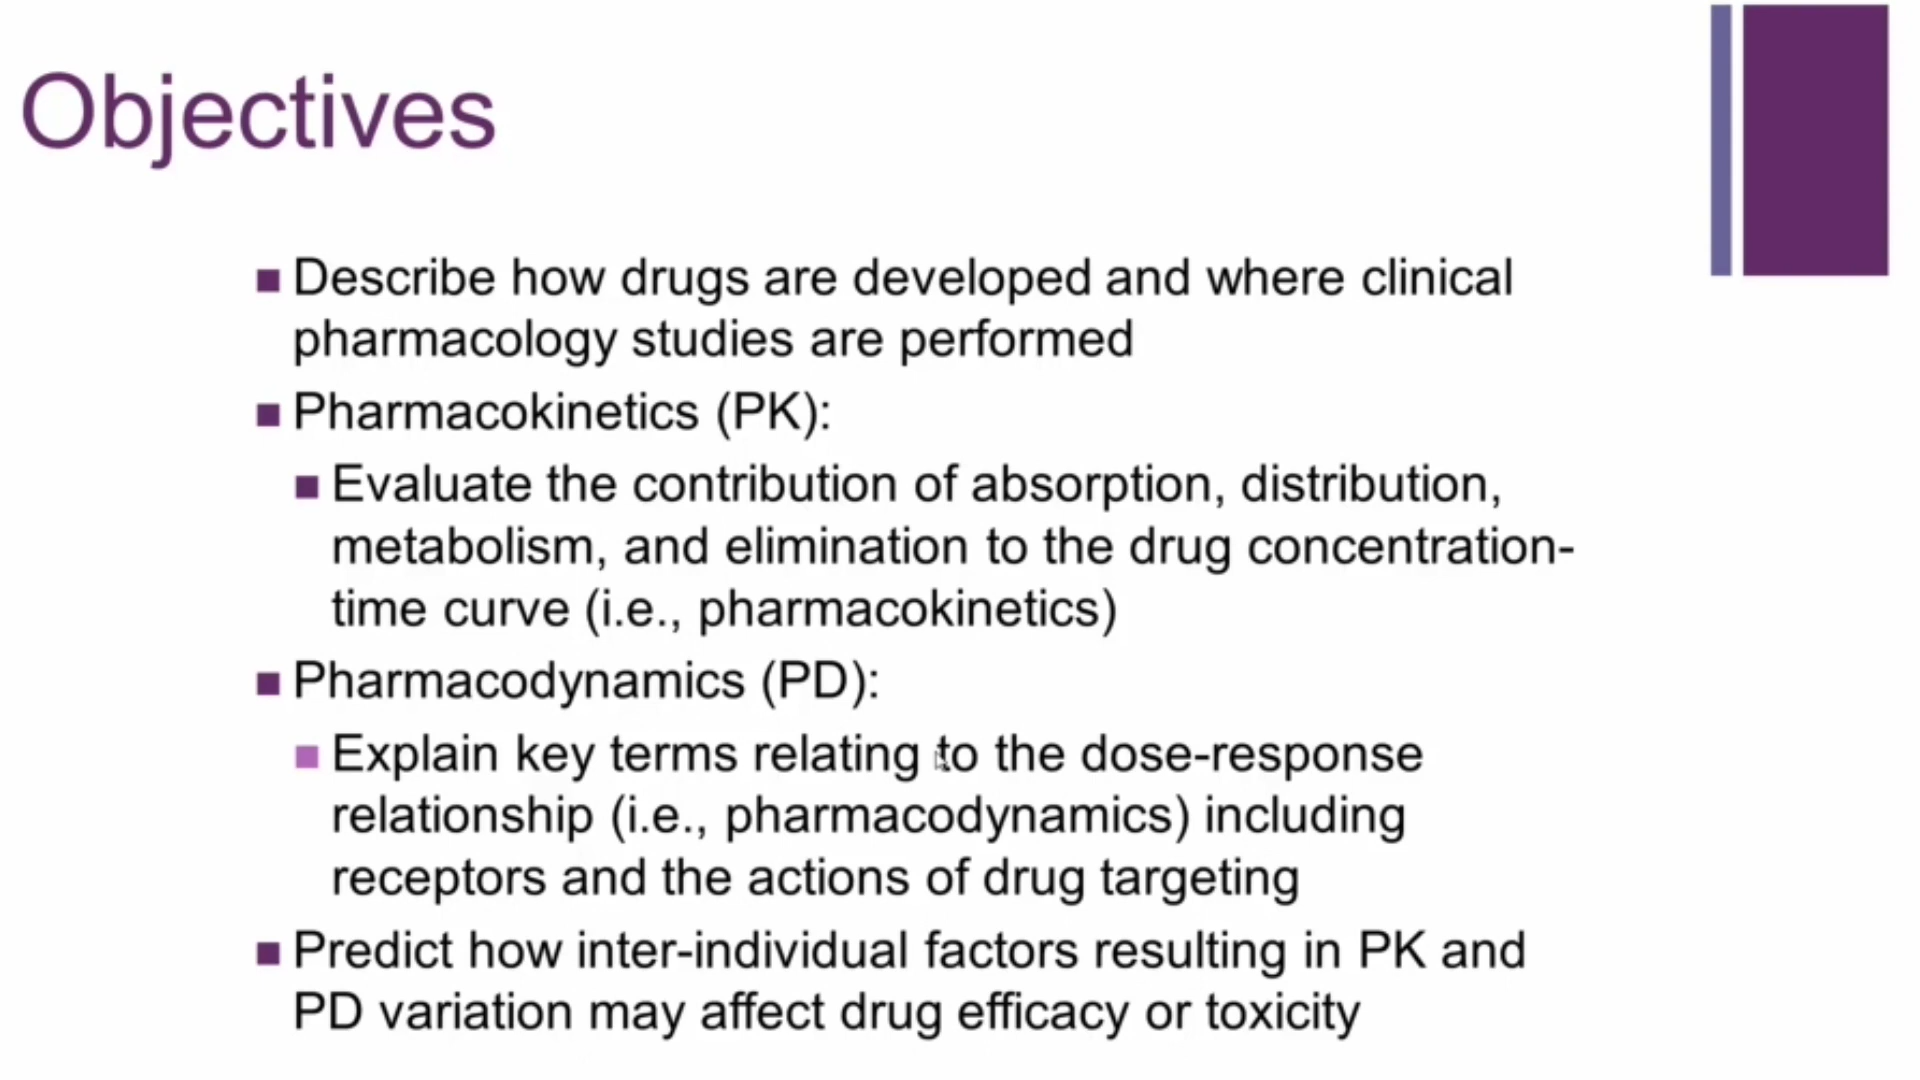 Objectives
Describe how drugs are developed and where clinical
pharmacology studies are performed
Pharmacokinetics (PK):
Evaluate the contribution of absorption, distribution,
metabolism, and elimination to the drug concentration-
time curve (i.e., pharmacokinetics)
Pharmacodynamics (PD):
Explain key terms relating to the dose-response
relationship (i.e., pharmacodynamics) including
receptors and the actions of drug targeting
Predict how inter-individual factors resulting in PK and
PD variation may affect drug efficacy or toxicity